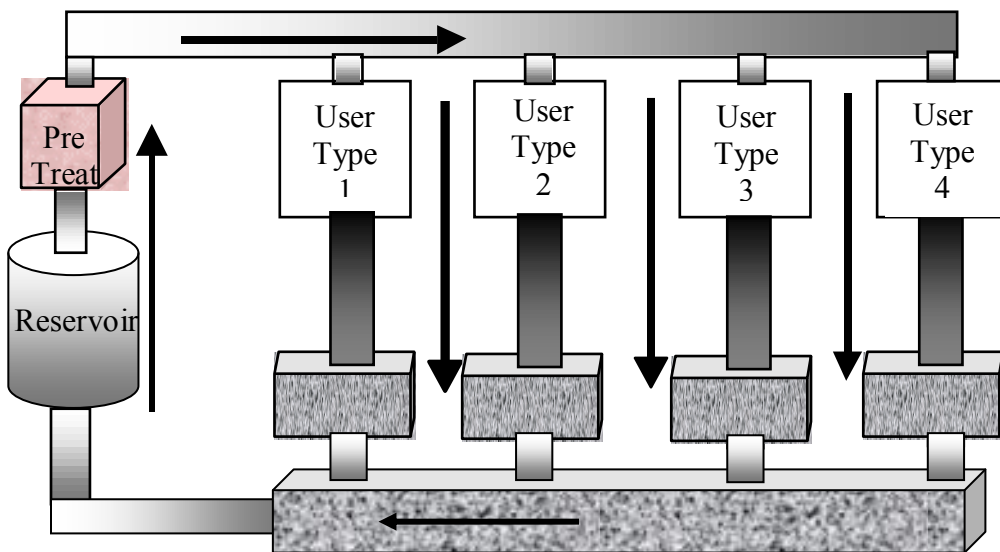 Pre
Treat
Reservoir
User
Type
1
User
Type
2
User
Type
3
User
Type
4